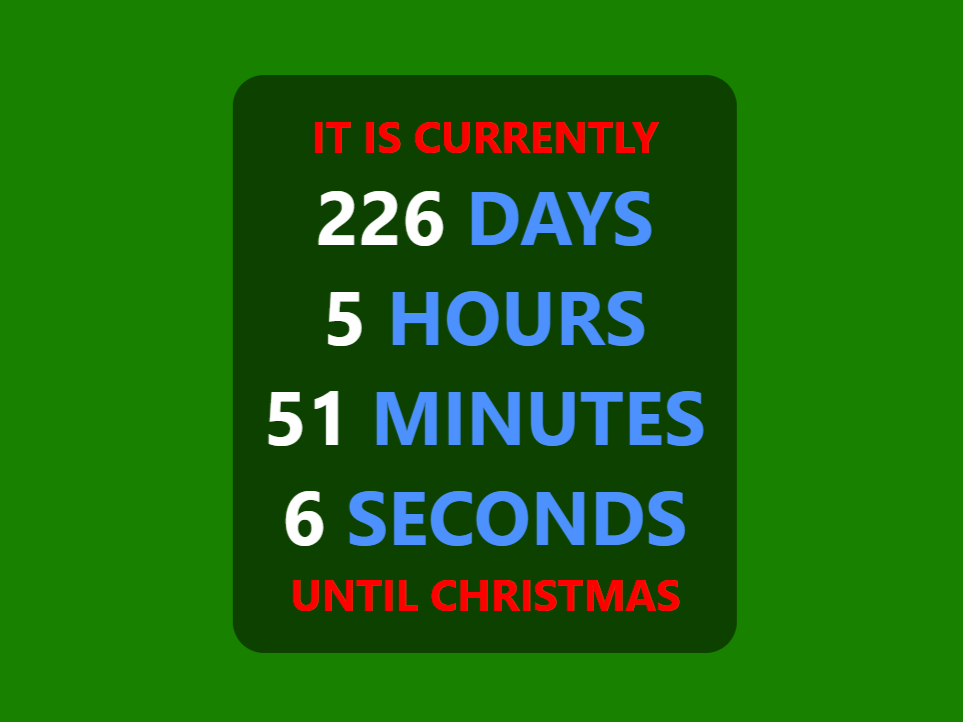 IT IS CURRENTLY
226 DAYS
5 HOURS
51 MINUTES
6 SECONDS
UNTIL CHRISTMAS